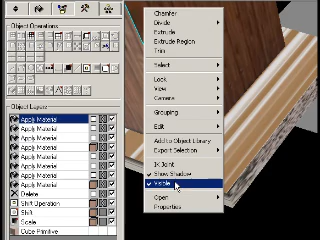 Object Operations
Object Layers
Apply Material
Apply Material
Apply Material
Apply Material
Apply Material
Apply Material
Apply Material
Apply Material
Delete
Shift Operation
Shift
Scale
Cube Primitive
Chamfer
Divide
Extrude
Extrude Region
Trim
Select
Lock
View
Camera
Grouping
Edit
Add to Object Library
Export Selection
IK Joint
Show Shadow
Visible
Open
Properties